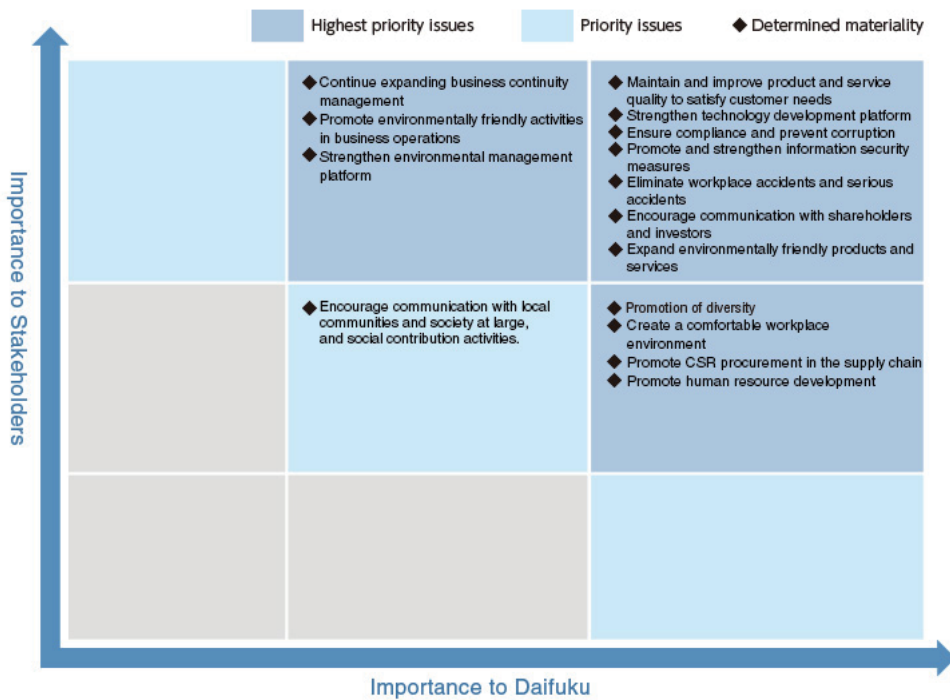 Highest priority issues
Priority issues
◆ Determined materiality
◆ Continue expanding business continuity
management
◆ Promote environmentally friendly activities
in business operations
◆ Strengthen environmental management
platform
◆ Maintain and improve product and service
quality to satisfy customer needs
◆ Strengthen technology development platform
◆ Ensure compliance and prevent corruption
◆ Promote and strengthen information security
measures
◆ Eliminate workplace accidents and serious
accidents
◆ Encourage communication with shareholders
and investors
◆ Expand environmentally friendly products and
services
◆ Encourage communication with local
communities and society at large,
and social contribution activities.
◆ Promotion of diversity
◆ Create a comfortable workplace
environment
◆ Promote CSR procurement in the supply chain
◆ Promote human resource development
Importance to Stakeholders
Importance to Daifuku